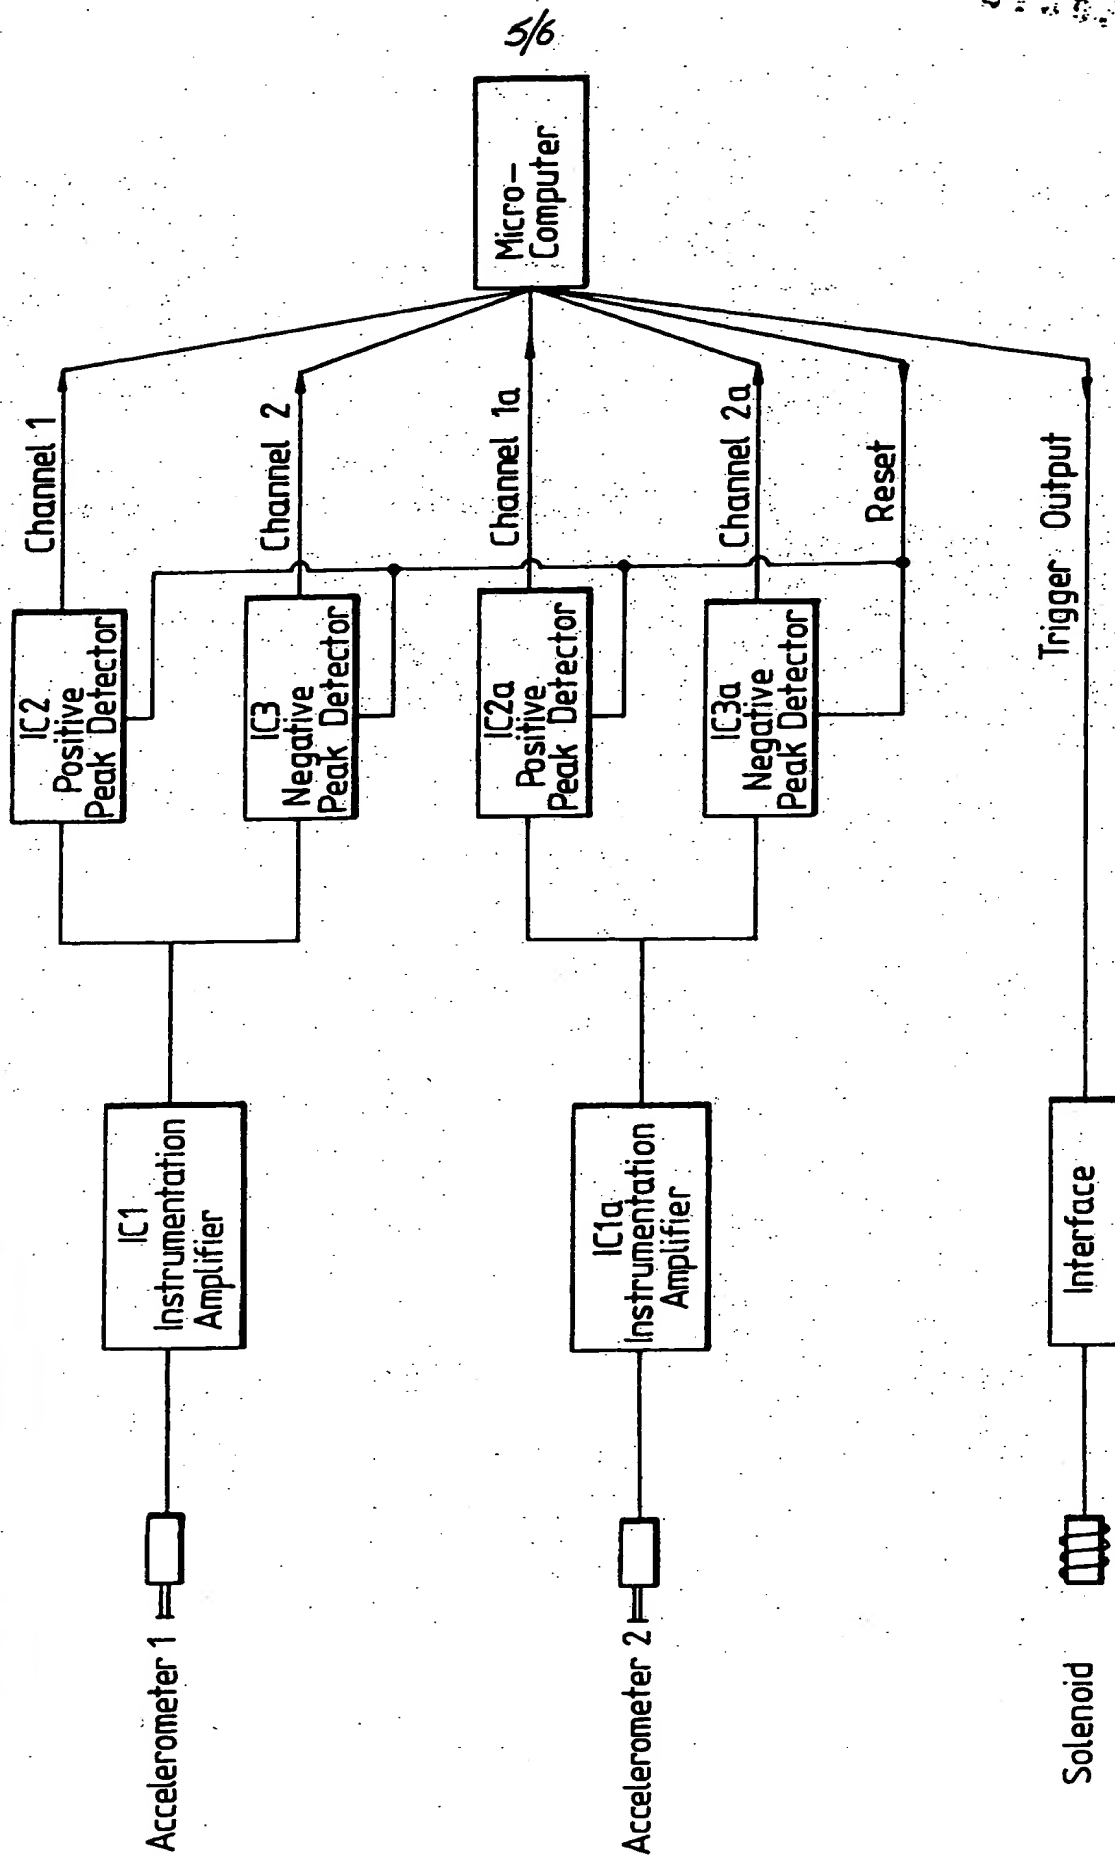 5/6
Accelerometer 1
IC1
Instrumentation
Amplifier
IC2
Positive
Peak Detector
Channel 1
IC3
Negative
Peak Detector
Channel 2
Micro-
Computer
Accelerometer 2
IC1a
Instrumentation
Amplifier
IC2a
Positive
Peak Detector
Channel 1a
IC3a
Negative
Peak Detector
Channel 2a
Reset
Solenoid
Interface
Trigger Output